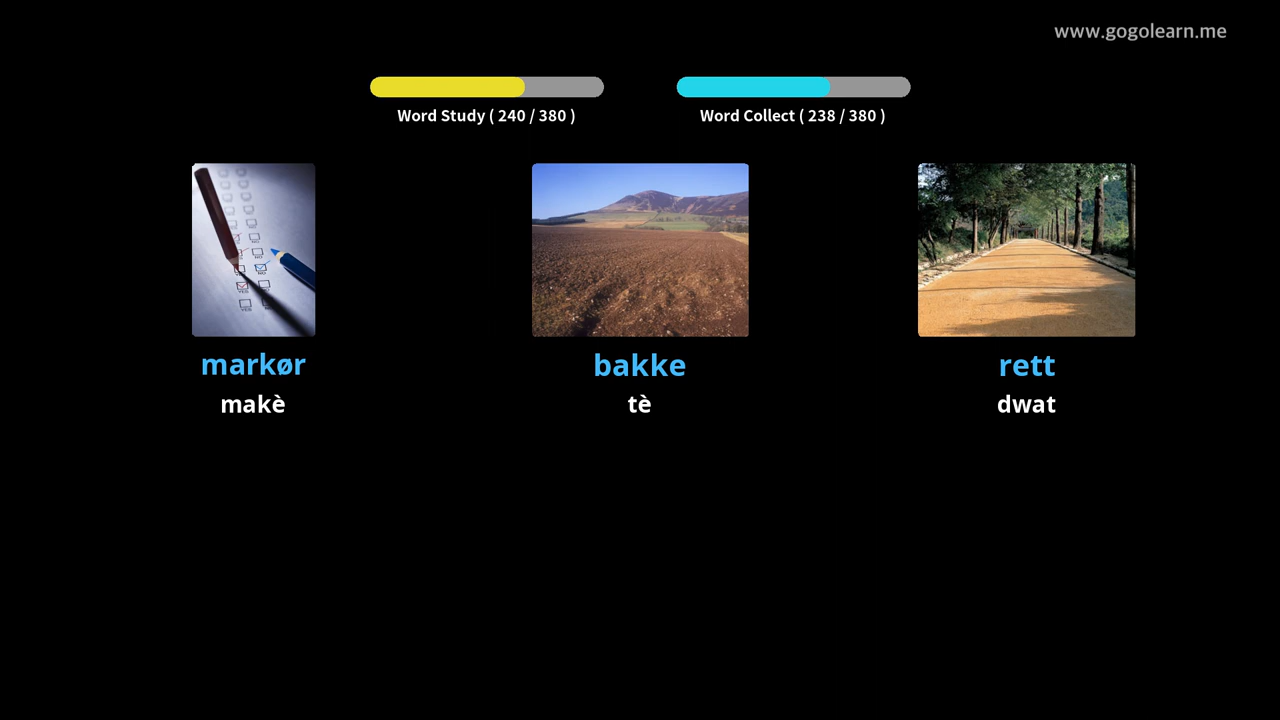 www.gogolearn.me
Word Study ( 240 / 380 )
Word Collect ( 238 / 380 )
markør
bakke
rett
makè
tè
dwat